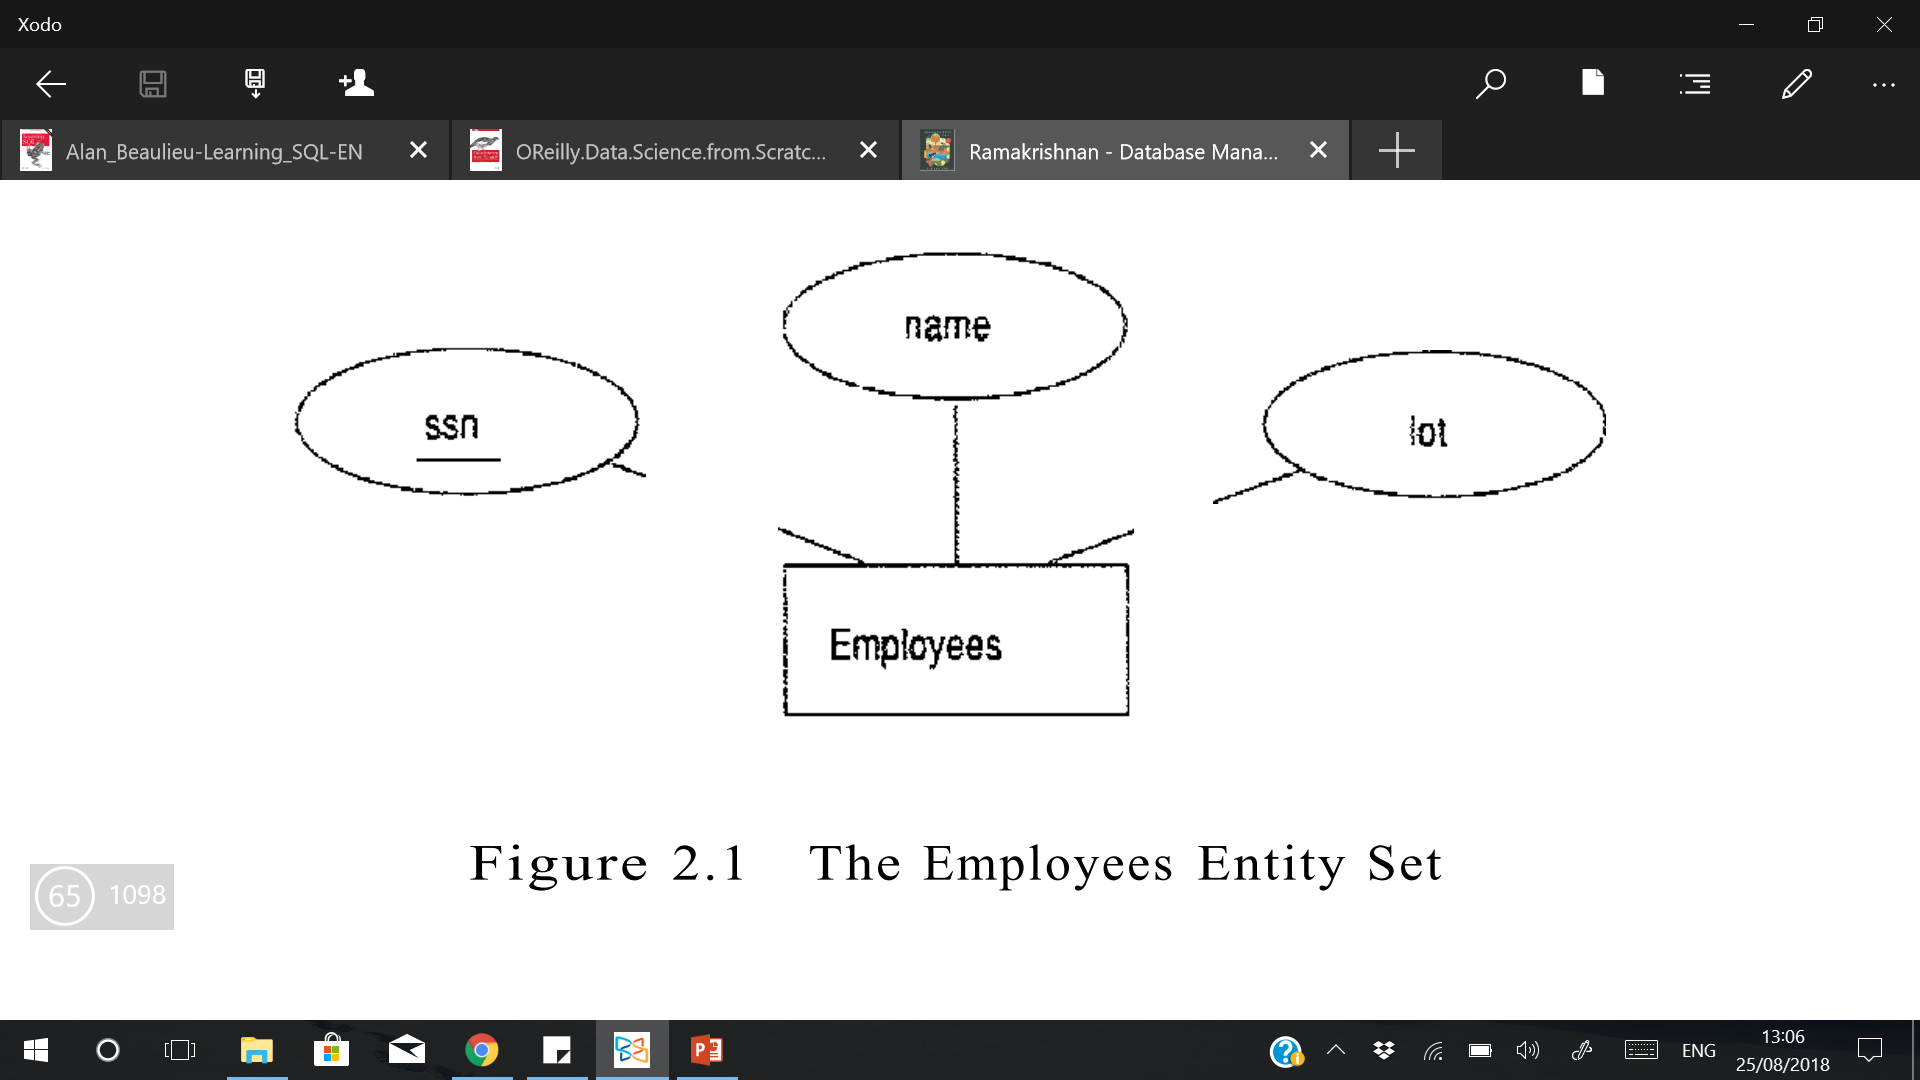 Xodo
Alan_Beaulieu-Learning_SQL-EN
OReilly.Data.Science.from.Scratc...
Ramakrishnan - Database Mana...
name
ssn
lot
Employees
Figure 2.1 The Employees Entity Set
65 1098
ENG
13:06
25/08/2018